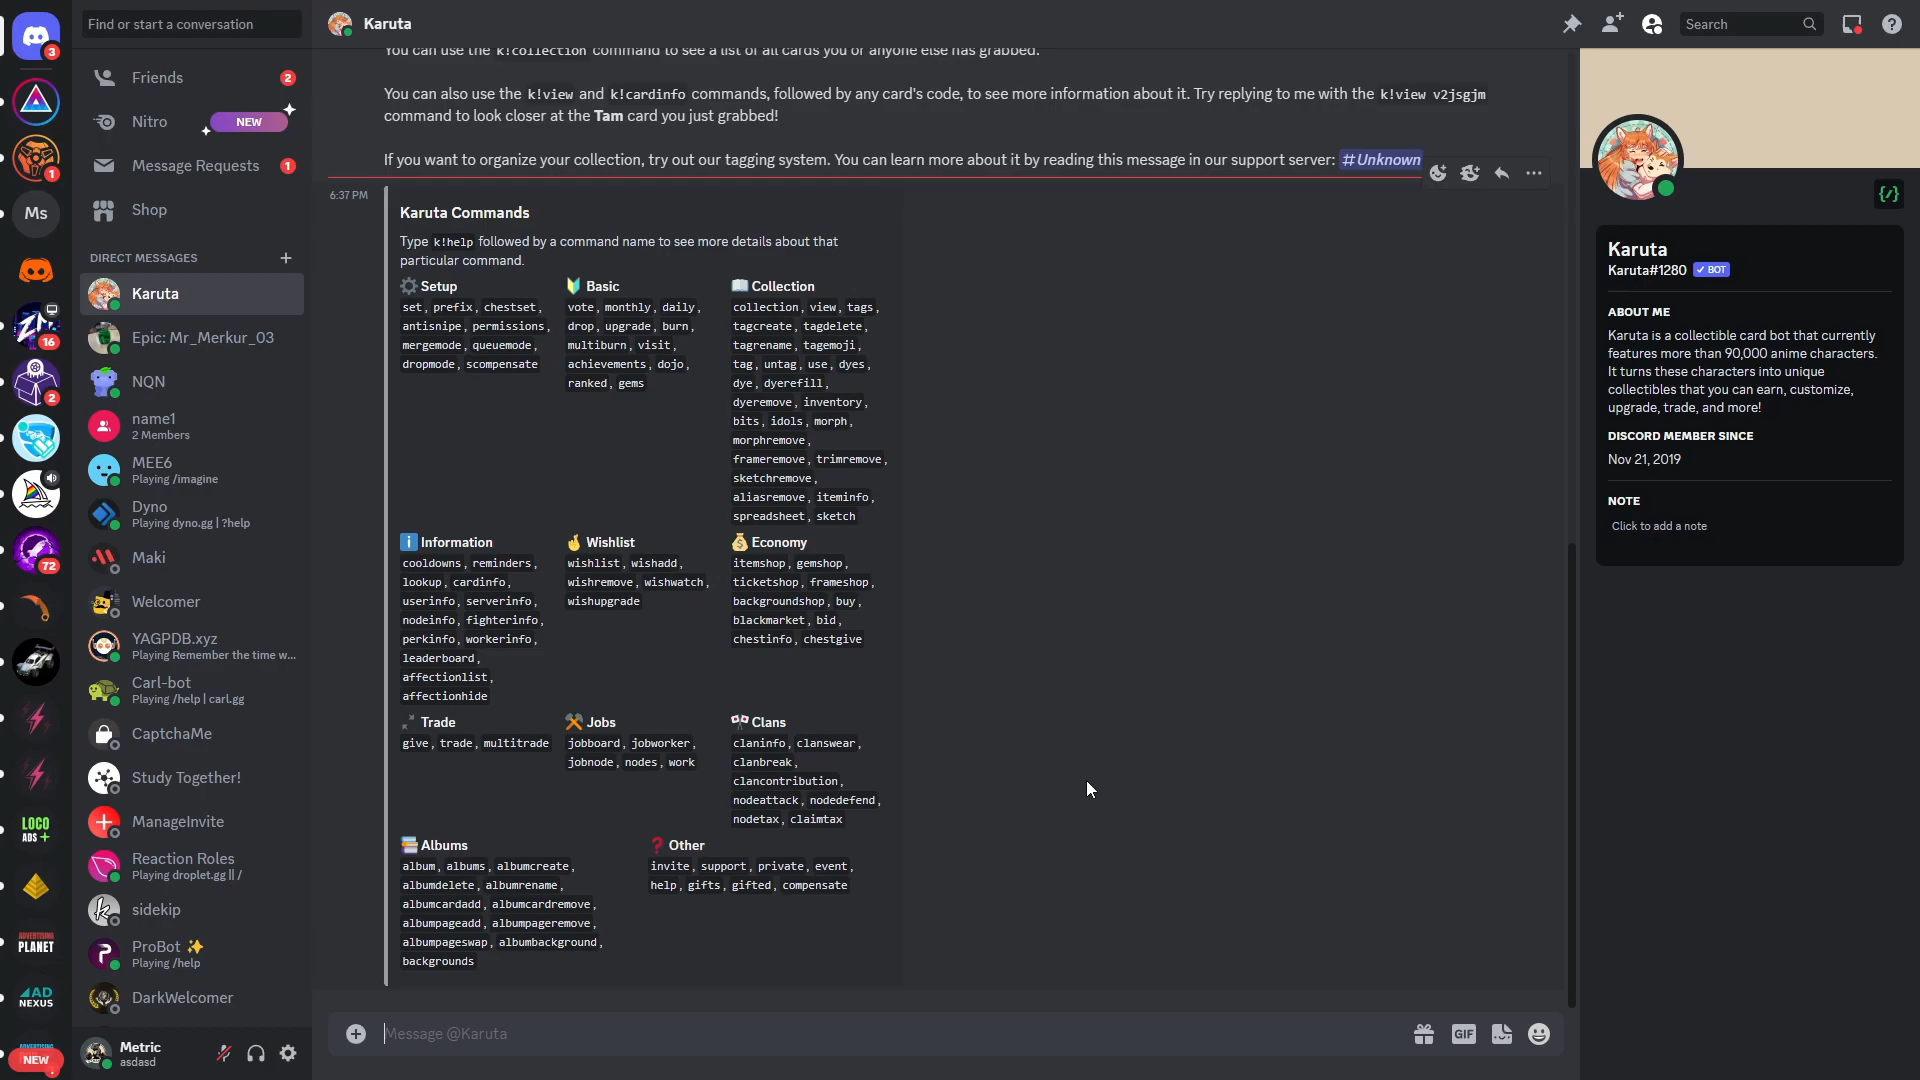 Find or start a conversation
Karuta
Search
3
Friends
2
Nitro
NEW
Message Requests
1
Shop
DIRECT MESSAGES
Karuta
Epic: Mr_Merkur_03
NQN
name1
2 Members
MEE6
Playing /imagine
Dyno
Playing dyno.gg | ?help
Maki
Welcomer
YAGPDB.xyz
Playing Remember the time w...
Carl-bot
Playing /help | carl.gg
CaptchaMe
Study Together!
ManageInvite
Reaction Roles
Playing droplet.gg || /
sidekip
ProBot ✨
Playing /help
DarkWelcomer
Metric
asdasd
1
Ms
16
2
72
LOCO
ADS +
ADVERTISING
PLANET
AD
NEXUS
NEW
You can use the k!collection command to see a list of all cards you or anyone else has grabbed.
You can also use the k!view and k!cardinfo commands, followed by any card's code, to see more information about it. Try replying to me with the k!view v2jsgjm
command to look closer at the Tam card you just grabbed!
If you want to organize your collection, try out our tagging system. You can learn more about it by reading this message in our support server: #Unknown
6:37 PM
Karuta Commands
Type k!help followed by a command name to see more details about that
particular command.
Setup
set, prefix, chestset,
antisnipe, permissions,
mergemode, queuemode,
dropmode, scompensate
Basic
vote, monthly, daily,
drop, upgrade, burn,
multiburn, visit,
achievements, dojo,
ranked, gems
Collection
collection, view, tags,
tagcreate, tagdelete,
tagrename, tagemoji,
tag, untag, use, dyes,
dye, dyerefill,
dyeremove, inventory,
bits, idols, morph,
morphremove,
frameremove, trimremove,
sketchremove,
aliasremove, iteminfo,
spreadsheet, sketch
Information
cooldowns, reminders,
lookup, cardinfo,
userinfo, serverinfo,
nodeinfo, fighterinfo,
perkinfo, workerinfo,
leaderboard,
affectionlist,
affectionhide
Wishlist
wishlist, wishadd,
wishremove, wishwatch,
wishupgrade
Economy
itemshop, gemshop,
ticketshop, frameshop,
backgroundshop, buy,
blackmarket, bid,
chestinfo, chestgive
Trade
give, trade, multitrade
Jobs
jobboard, jobworker,
jobnode, nodes, work
Clans
claninfo, clanswear,
clanbreak,
clancontribution,
nodeattack, nodedefend,
nodetax, claimtax
Albums
album, albums, albumcreate,
albumdelete, albumrename,
albumcardadd, albumcardremove,
albumpageadd, albumpageremove,
albumpageswap, albumbackground,
backgrounds
Other
invite, support, private, event,
help, gifts, gifted, compensate
Message @Karuta
GIF
Karuta
Karuta#1280
✓ BOT
ABOUT ME
Karuta is a collectible card bot that currently
features more than 90,000 anime characters.
It turns these characters into unique
collectibles that you can earn, customize,
upgrade, trade, and more!
DISCORD MEMBER SINCE
Nov 21, 2019
NOTE
Click to add a note